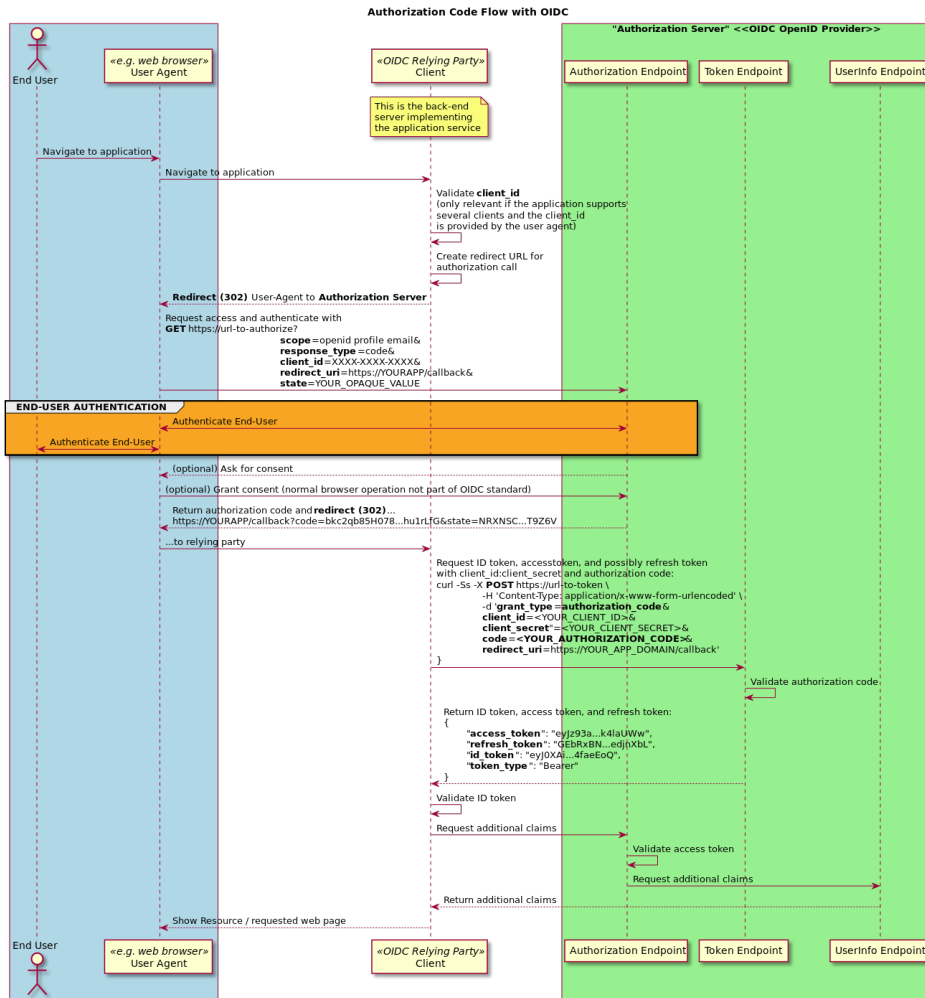 Authorization Code Flow with OIDC
"Authorization Server" <<OIDC OpenID Provider>>
End User
«e.g. web browser»
User Agent
«OIDC Relying Party»
Client
Authorization Endpoint
Token Endpoint
UserInfo Endpoint
This is the back-end
server implementing
the application service
Navigate to application
Navigate to application
Validate client_id
(only relevant if the application supports
several clients and the client_id
is provided by the user agent)
Create redirect URL for
authorization call
Redirect (302) User-Agent to Authorization Server
Request access and authenticate with
GET https://url-to-authorize?
scope=openid profile email&
response_type=code&
client_id=XXXX-XXXX-XXXX&
redirect_uri=https://YOURAPP/callback&
state=YOUR_OPAQUE_VALUE
END-USER AUTHENTICATION
Authenticate End-User
Authenticate End-User
(optional) Ask for consent
(optional) Grant consent (normal browser operation not part of OIDC standard)
Return authorization code and redirect (302)...
https://YOURAPP/callback?code=bkc2qb85H078...hu1rLfG&state=NRXNSC...T9Z6V
...to relying party
Request ID token, accesstoken, and possibly refresh token
with client_id:client_secret and authorization code:
curl -Ss -X POST https://url-to-token \
-H 'Content-Type: application/x-www-form-urlencoded' \
-d 'grant_type=authorization_code&
client_id=<YOUR_CLIENT_ID>&
client_secret"=<YOUR_CLIENT_SECRET>&
code=<YOUR_AUTHORIZATION_CODE>&
redirect_uri=https://YOUR_APP_DOMAIN/callback'
}
Validate authorization code
Return ID token, access token, and refresh token:
{
"access_token": "eyJz93a...k4laUWw",
"refresh_token": "GEbRxBN...edjnXbL",
"id_token": "eyJ0XAi...4faeEoQ",
"token_type": "Bearer"
}
Validate ID token
Request additional claims
Validate access token
Request additional claims
Return additional claims
Show Resource / requested web page
End User
«e.g. web browser»
User Agent
«OIDC Relying Party»
Client
Authorization Endpoint
Token Endpoint
UserInfo Endpoint